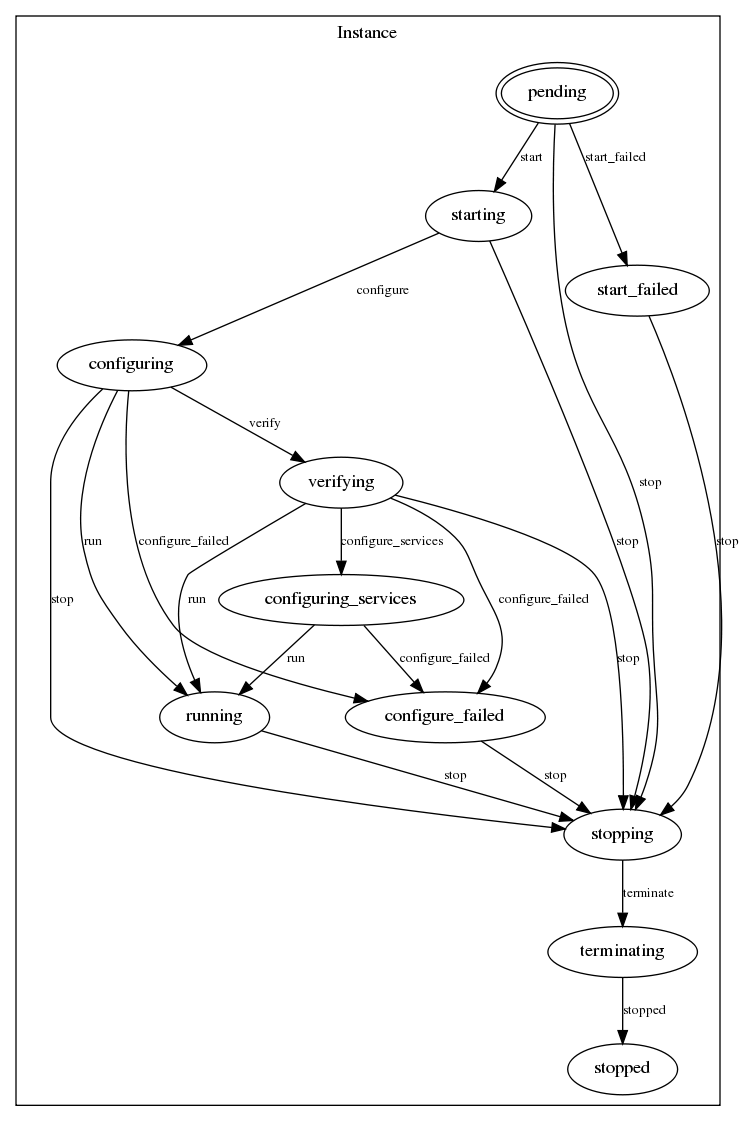 Instance
pending
start
start_failed
starting
start_failed
configure
configuring
verify
verifying
stop
stop
run
configure_failed
configure_services
stop
stop
run
configuring_services
configure_failed
run
configure_failed
stop
running
configure_failed
stop
stop
stopping
terminate
terminating
stopped
stopped